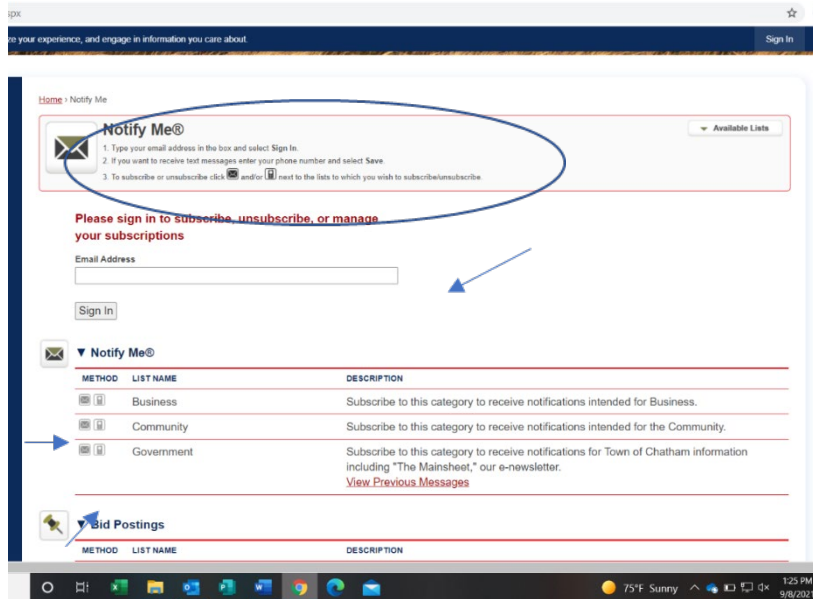 spx
ze your experience, and engage in information you care about.
Sign In
Home › Notify Me
Notify Me®
Available Lists
1. Type your email address in the box and select Sign In.
2. If you want to receive text messages enter your phone number and select Save.
3. To subscribe or unsubscribe click and/or next to the lists to which you wish to subscribe/unsubscribe.
Please sign in to subscribe, unsubscribe, or manage
your subscriptions
Email Address
Sign In
▼ Notify Me®
METHOD LIST NAME DESCRIPTION
Business Subscribe to this category to receive notifications intended for Business.
Community Subscribe to this category to receive notifications intended for the Community.
Government Subscribe to this category to receive notifications for Town of Chatham information
including "The Mainsheet," our e-newsletter.
View Previous Messages
▼ Bid Postings
METHOD LIST NAME DESCRIPTION
75°F Sunny
1:25 PM
9/8/2021